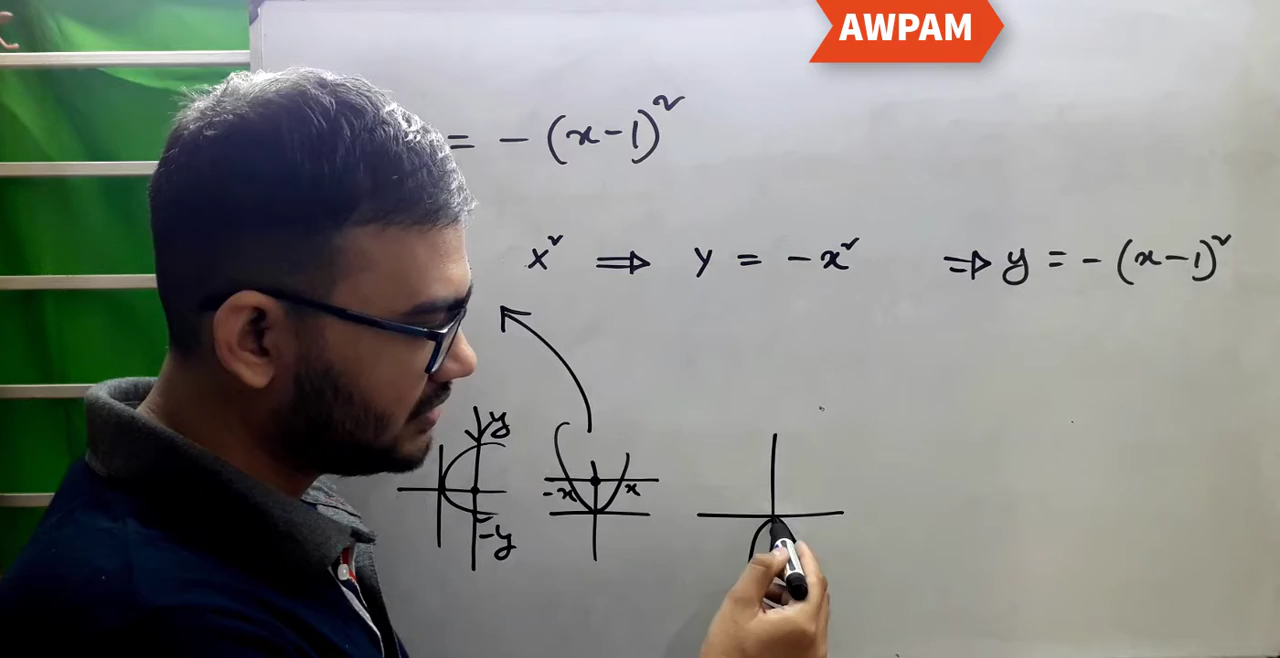 AWPAM
= - (x-1)²
x² ⇒ y = -x² ⇒ y = - (x-1)²
y
-x x
-y